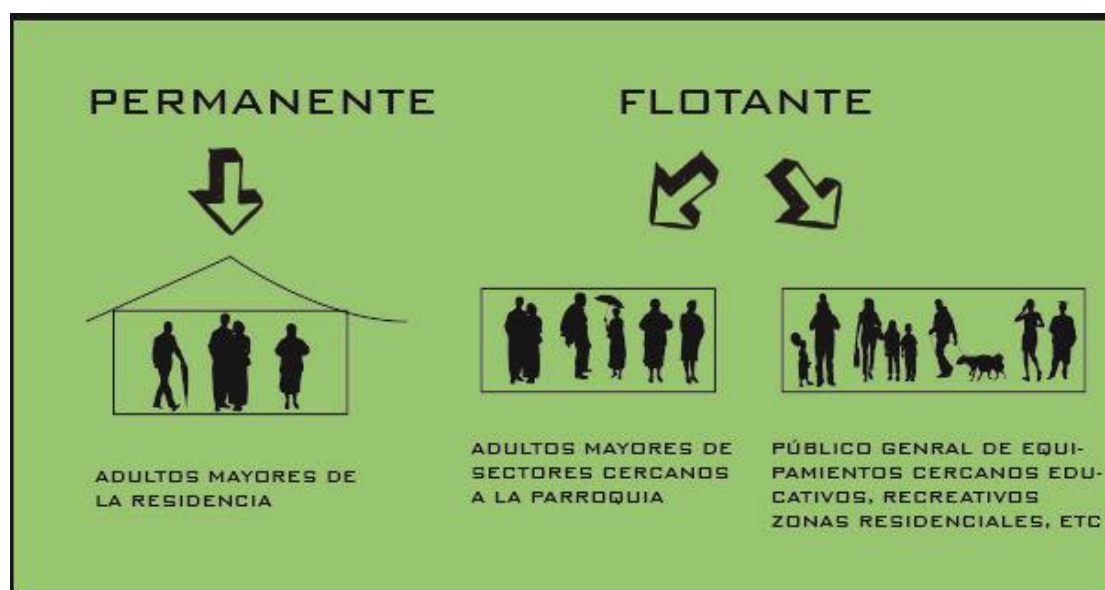 PERMANENTE
FLOTANTE
ADULTOS MAYORES DE
LA RESIDENCIA
ADULTOS MAYORES DE
SECTORES CERCANOS
A LA PARROQUIA
PÚBLICO GENRAL DE EQUI-
PAMIENTOS CERCANOS EDU-
CATIVOS, RECREATIVOS
ZONAS RESIDENCIALES, ETC